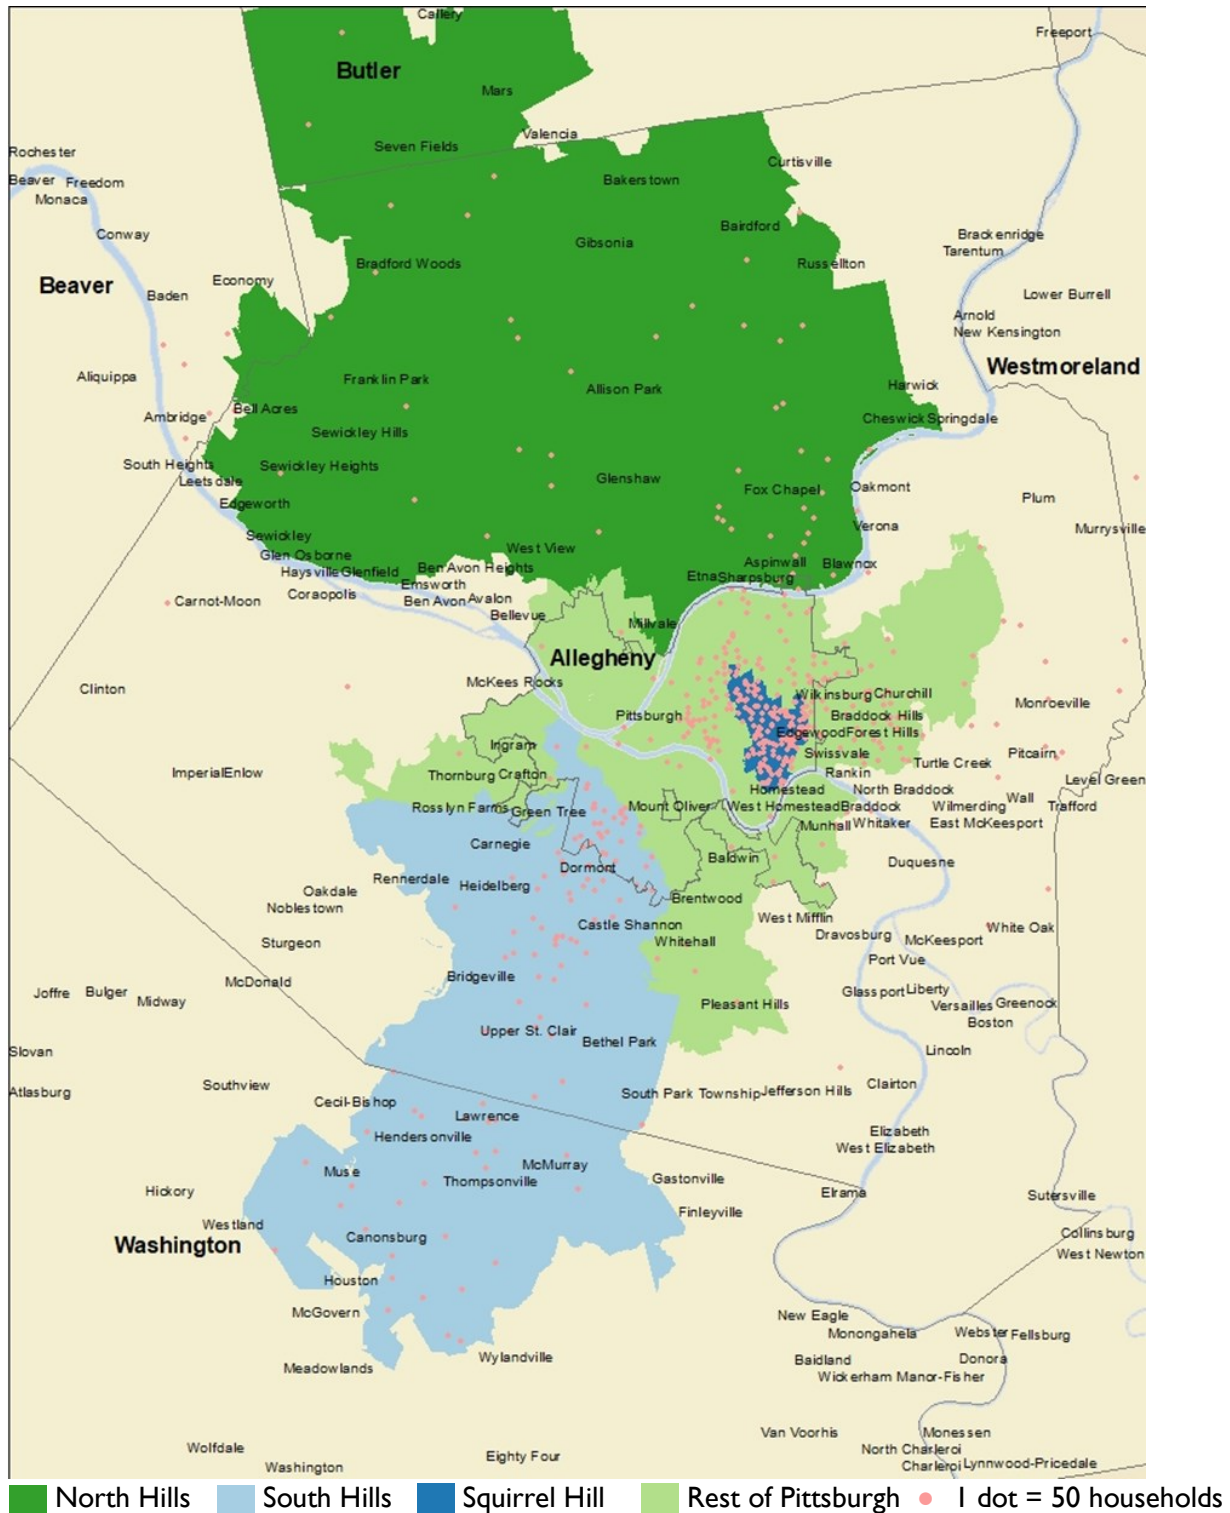 Callery
Freeport
Butler
Mars
Valencia
Seven Fields
Curtisville
Rochester
Beaver Freedom
Bakerstown
Monaca
Bairdford
Conway
Brackenridge
Gibsonia
Tarentum
Bradford Woods
Russellton
Economy
Beaver
Baden
Lower Burrell
Arnold
New Kensington
Westmoreland
Aliquippa
Franklin Park
Allison Park
Harwick
Bell Acres
Ambridge
Cheswick Springdale
Sewickley Hills
South Heights
Sewickley Heights
Leetsdale
Glenshaw
Fox Chapel
Oakmont
Plum
Edgeworth
Verona
Murrysville
Sewickley
West View
Glen Osborne
Aspinwall
Blawnox
Haysville Glenfield
Ben Avon Heights
Etna Sharpsburg
Emsworth
Coraopolis
Carnot-Moon
Ben Avon Avalon
Bellevue
Millvale
Allegheny
McKees Rocks
Clinton
Wilkinsburg Churchill
Monroeville
Pittsburgh
Braddock Hills
Edgewood Forest Hills
Ingram
Swissvale
Pitcairn
Turtle Creek
Imperial Enlow
Thornburg Crafton
Rankin
Level Green
Homestead
North Braddock
Wall
Rosslyn Farms
Green Tree
Mount Oliver
West Homestead Braddock
Wilmerding
Trafford
Munhall Whitaker
East McKeesport
Carnegie
Baldwin
Duquesne
Dormont
Rennerdale
Heidelberg
Oakdale
Brentwood
Noblestown
West Mifflin
Castle Shannon
White Oak
Dravosburg
Sturgeon
Whitehall
McKeesport
Port Vue
Bridgeville
McDonald
Joffre
Bulger
Midway
Glassport Liberty
Pleasant Hills
Versailles Greenock
Boston
Upper St. Clair
Bethel Park
Slovan
Lincoln
Atlasburg
Southview
South Park Township Jefferson Hills
Clairton
Cecil-Bishop
Lawrence
Hendersonville
Elizabeth
West Elizabeth
McMurray
Muse
Thompsonville
Gastonville
Hickory
Elrama
Sutersville
Finleyville
Westland
Collinsburg
Washington
Canonsburg
West Newton
Houston
McGovern
New Eagle
Monongahela
Webster Fellsburg
Wylandville
Baidland
Donora
Meadowlands
Wickerham Manor-Fisher
Van Voorhis
Monessen
Wolfdale
North Charleroi
Eighty Four
Washington
Charleroi Lynnwood-Pricedale
North Hills South Hills Squirrel Hill Rest of Pittsburgh 1 dot = 50 households